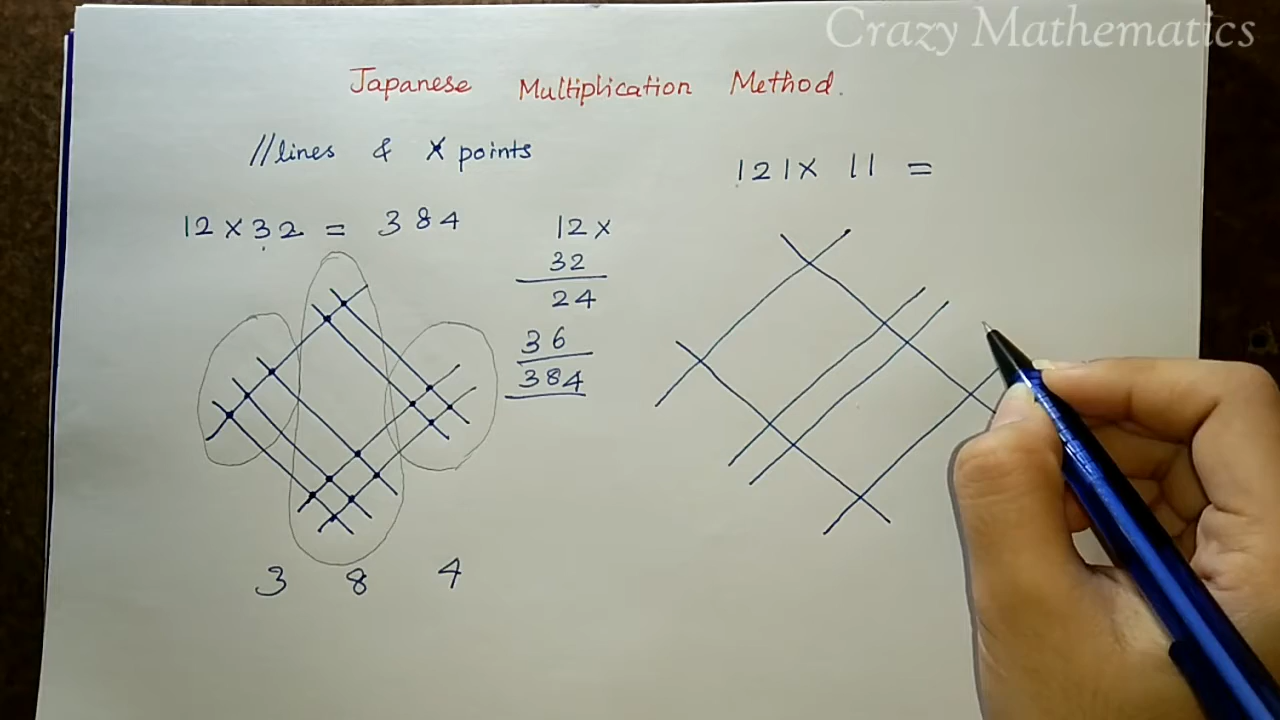 Crazy Mathematics
Japanese Multiplication Method.
// lines & X points
12 x 32 = 384
12 x
32
24
36
384
3 8 4
121 x 11 =